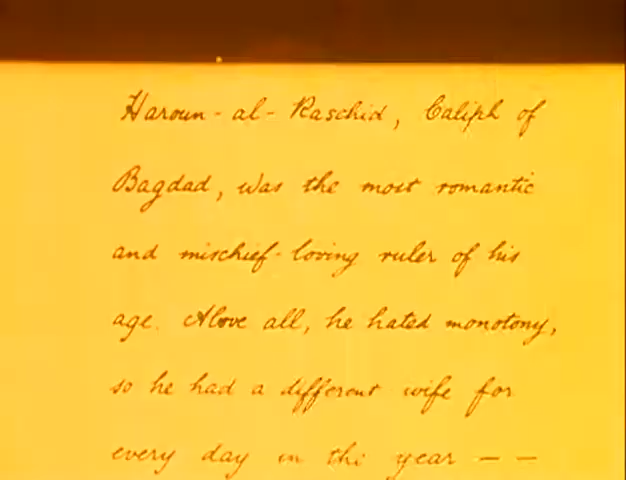 Haroun-al-Raschid, Caliph of
Bagdad, was the most romantic
and mischief-loving ruler of his
age. Above all, he hated monotony,
so he had a different wife for
every day in the year — —